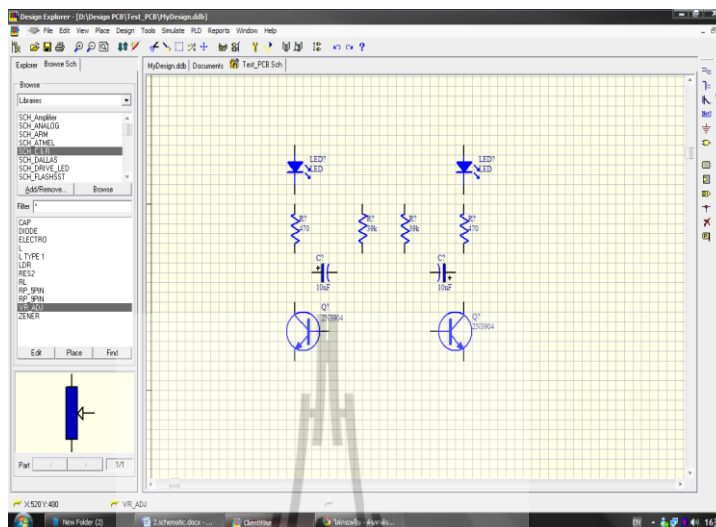 Design Explorer - [D:\Design PCB\Test_PCB\MyDesign.ddb]
File Edit View Place Design Tools Simulate PLD Reports Window Help
Explorer Browse Sch
MyDesign.ddb Documents Test_PCB.Sch
Browse
Libraries
SCH_Amplifier
SCH_ANALOG
SCH_ARM
SCH_ATMEL
SCH_C & R
SCH_DALLAS
SCH_DRIVE_LED
SCH_FLASHSST
Add/Remove... Browse
Filter *
CAP
DIODE
ELECTRO
L
L TYPE 1
LDR
RES2
RL
RP_5PIN
RP_9PIN
VR_ADJ
ZENER
Edit Place Find
Part < > 1/1
LED?
LED
LED?
LED
R?
470
R?
39k
R?
39k
R?
470
C?
10uF
C?
10uF
Q?
2N3904
Q?
2N3904
X:520 Y:480 VR_ADJ
New Folder (2) 2.schematic.docx - ... Client99se
EN